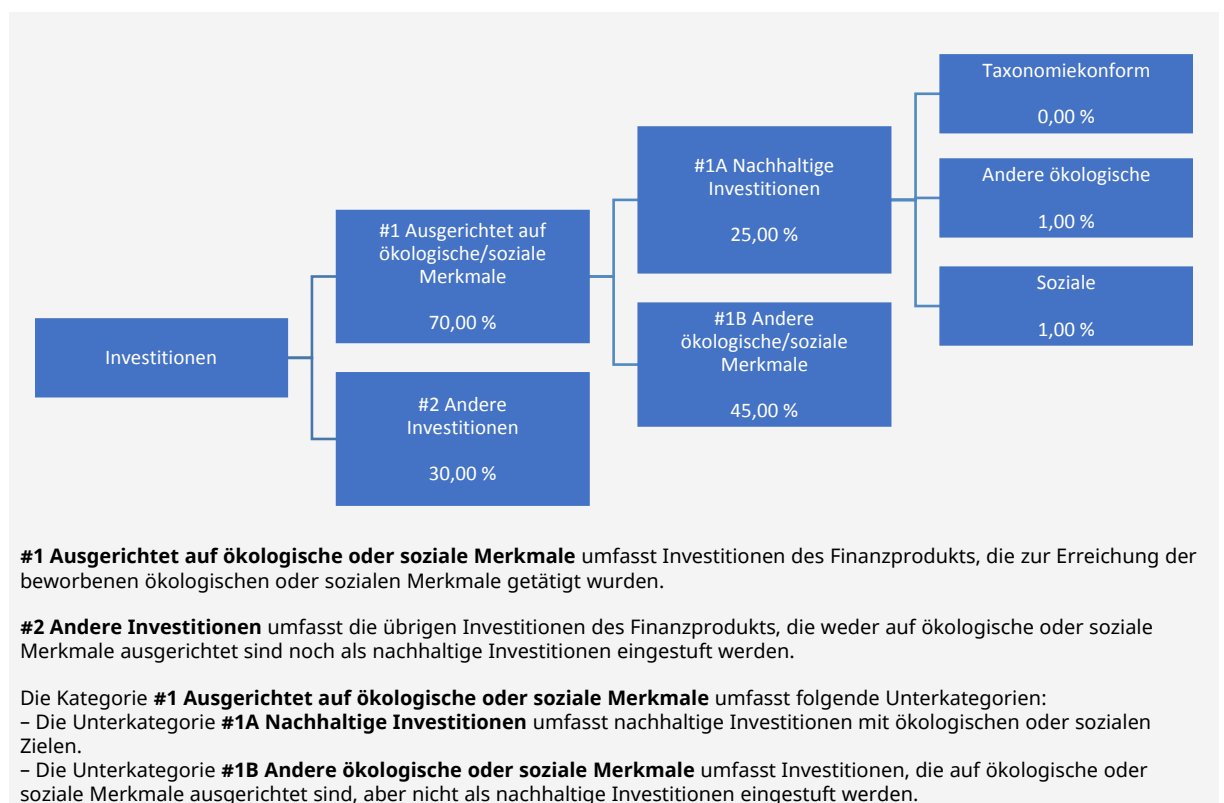 Investitionen
#1 Ausgerichtet auf
ökologische/soziale
Merkmale
70,00 %
#2 Andere
Investitionen
30,00 %
#1A Nachhaltige
Investitionen
25,00 %
#1B Andere
ökologische/soziale
Merkmale
45,00 %
Taxonomiekonform
0,00 %
Andere ökologische
1,00 %
Soziale
1,00 %
#1 Ausgerichtet auf ökologische oder soziale Merkmale umfasst Investitionen des Finanzprodukts, die zur Erreichung der
beworbenen ökologischen oder sozialen Merkmale getätigt wurden.
#2 Andere Investitionen umfasst die übrigen Investitionen des Finanzprodukts, die weder auf ökologische oder soziale
Merkmale ausgerichtet sind noch als nachhaltige Investitionen eingestuft werden.
Die Kategorie #1 Ausgerichtet auf ökologische oder soziale Merkmale umfasst folgende Unterkategorien:
– Die Unterkategorie #1A Nachhaltige Investitionen umfasst nachhaltige Investitionen mit ökologischen oder sozialen
Zielen.
– Die Unterkategorie #1B Andere ökologische oder soziale Merkmale umfasst Investitionen, die auf ökologische oder
soziale Merkmale ausgerichtet sind, aber nicht als nachhaltige Investitionen eingestuft werden.